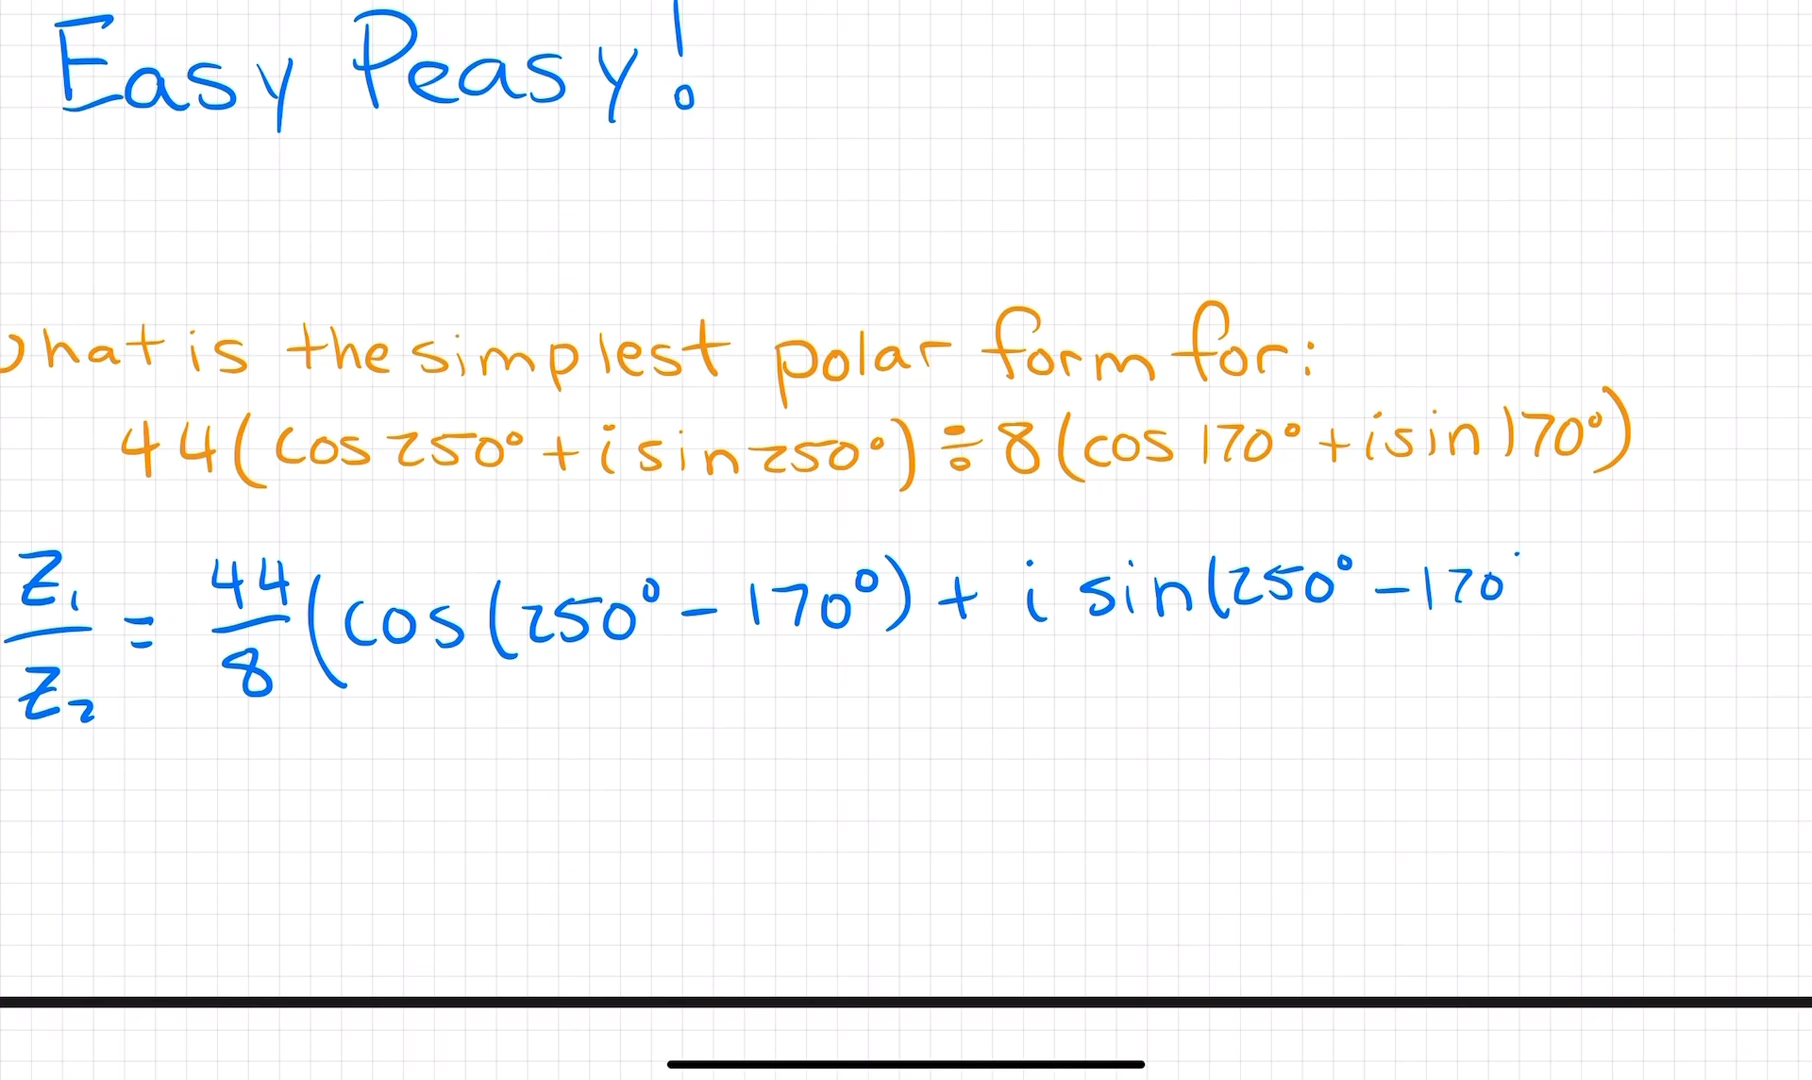 Easy Peasy!
what is the simplest polar form for:
44(cos 250° + i sin 250°) ÷ 8(cos 170° + i sin 170°)
Z₁/Z₂ = 44/8 (cos(250° - 170°) + i sin(250° - 170